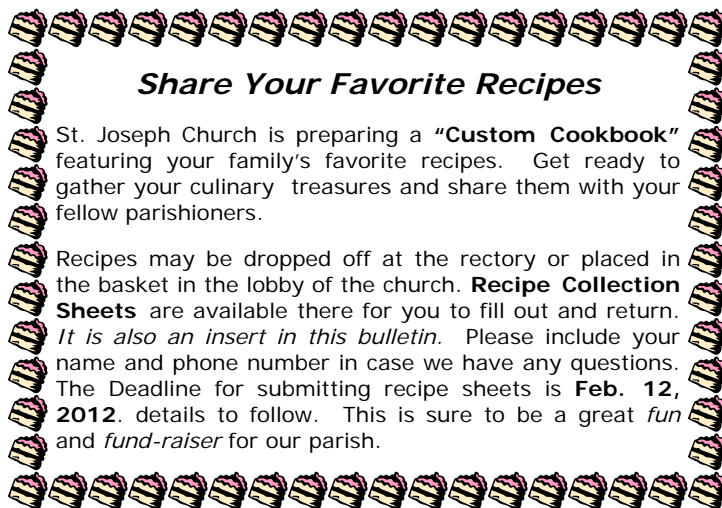 Share Your Favorite Recipes
St. Joseph Church is preparing a “Custom Cookbook”
featuring your family’s favorite recipes. Get ready to
gather your culinary treasures and share them with your
fellow parishioners.
Recipes may be dropped off at the rectory or placed in
the basket in the lobby of the church. Recipe Collection
Sheets are available there for you to fill out and return.
It is also an insert in this bulletin. Please include your
name and phone number in case we have any questions.
The Deadline for submitting recipe sheets is Feb. 12,
2012. details to follow. This is sure to be a great fun
and fund-raiser for our parish.